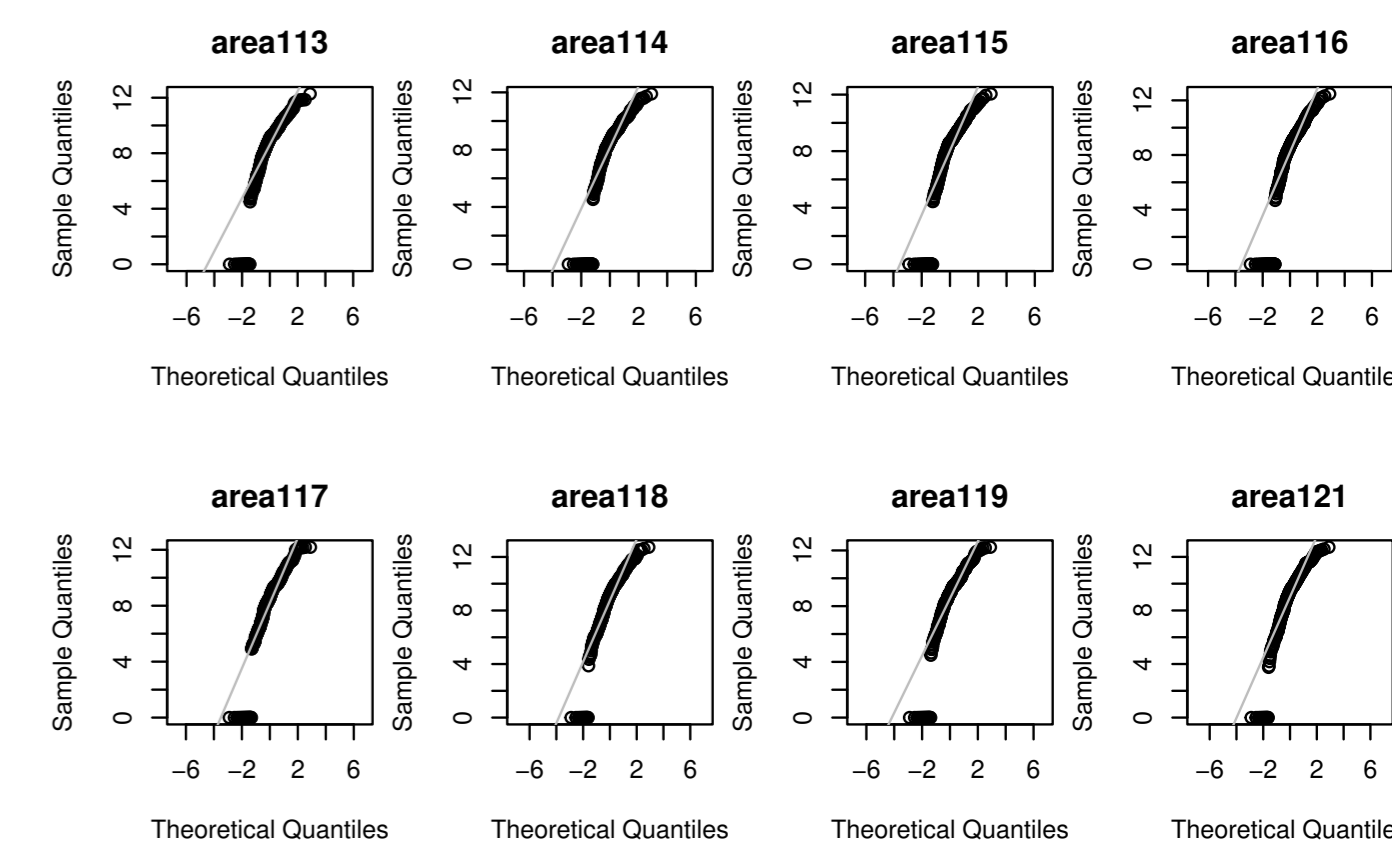 area113
area114
area115
area116
12
8
4
0
Sample Quantiles
−6 −2 2 6
Theoretical Quantiles
12
8
4
0
Sample Quantiles
−6 −2 2 6
Theoretical Quantiles
12
8
4
0
Sample Quantiles
−6 −2 2 6
Theoretical Quantiles
12
8
4
0
Sample Quantiles
−6 −2 2 6
Theoretical Quantile
area117
area118
area119
area121
12
8
4
0
Sample Quantiles
−6 −2 2 6
Theoretical Quantiles
12
8
4
0
Sample Quantiles
−6 −2 2 6
Theoretical Quantiles
12
8
4
0
Sample Quantiles
−6 −2 2 6
Theoretical Quantiles
12
8
4
0
Sample Quantiles
−6 −2 2 6
Theoretical Quantile